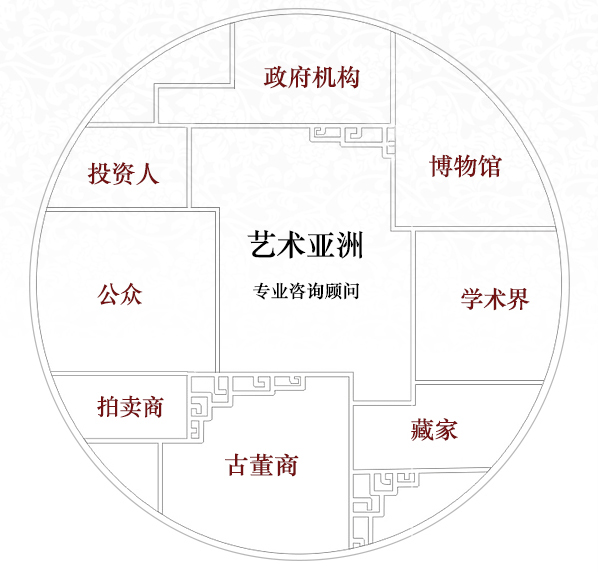 政府机构
投资人
博物馆
艺术亚洲
专业咨询顾问
公众
学术界
拍卖商
藏家
古董商